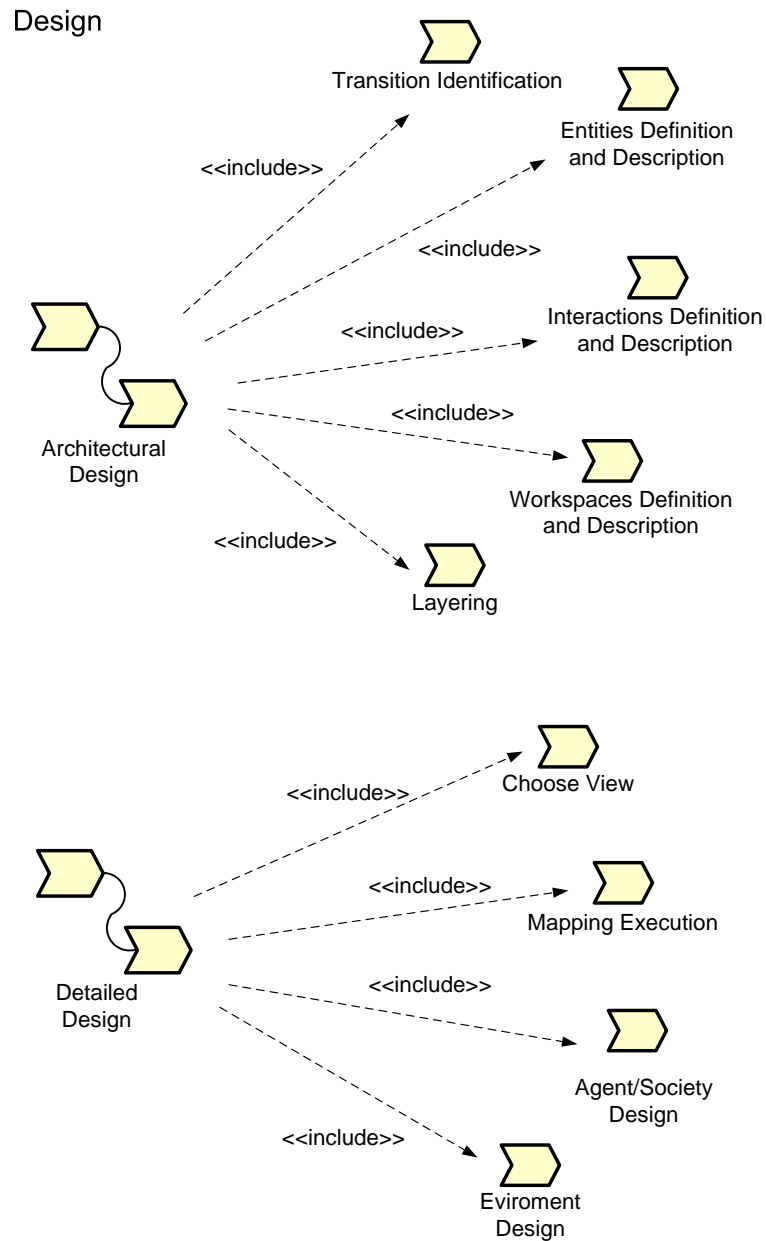 Design
Transition Identification
Entities Definition
and Description
<<include>>
<<include>>
Interactions Definition
and Description
<<include>>
<<include>>
Architectural
Design
Workspaces Definition
and Description
<<include>>
Layering
Choose View
<<include>>
<<include>>
Mapping Execution
Detailed
Design
<<include>>
Agent/Society
Design
<<include>>
Eviroment
Design